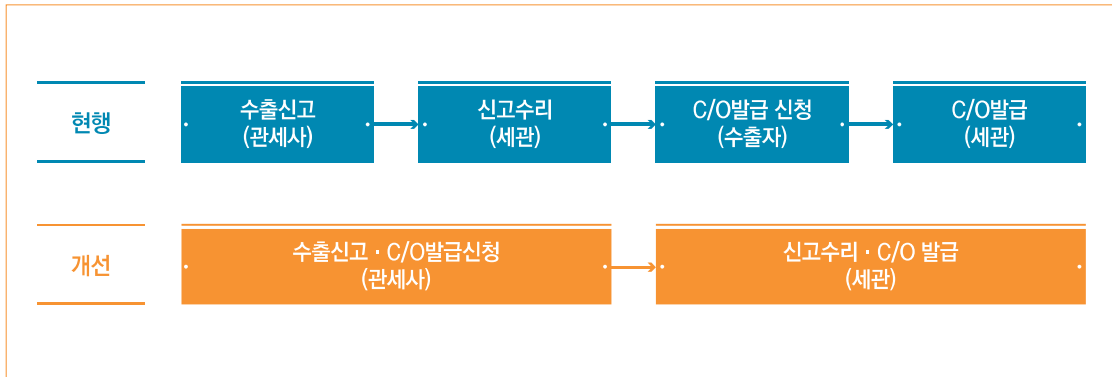 현행
수출신고
(관세사)
신고수리
(세관)
C/O발급 신청
(수출자)
C/O발급
(세관)
개선
수출신고 · C/O발급신청
(관세사)
신고수리 · C/O 발급
(세관)